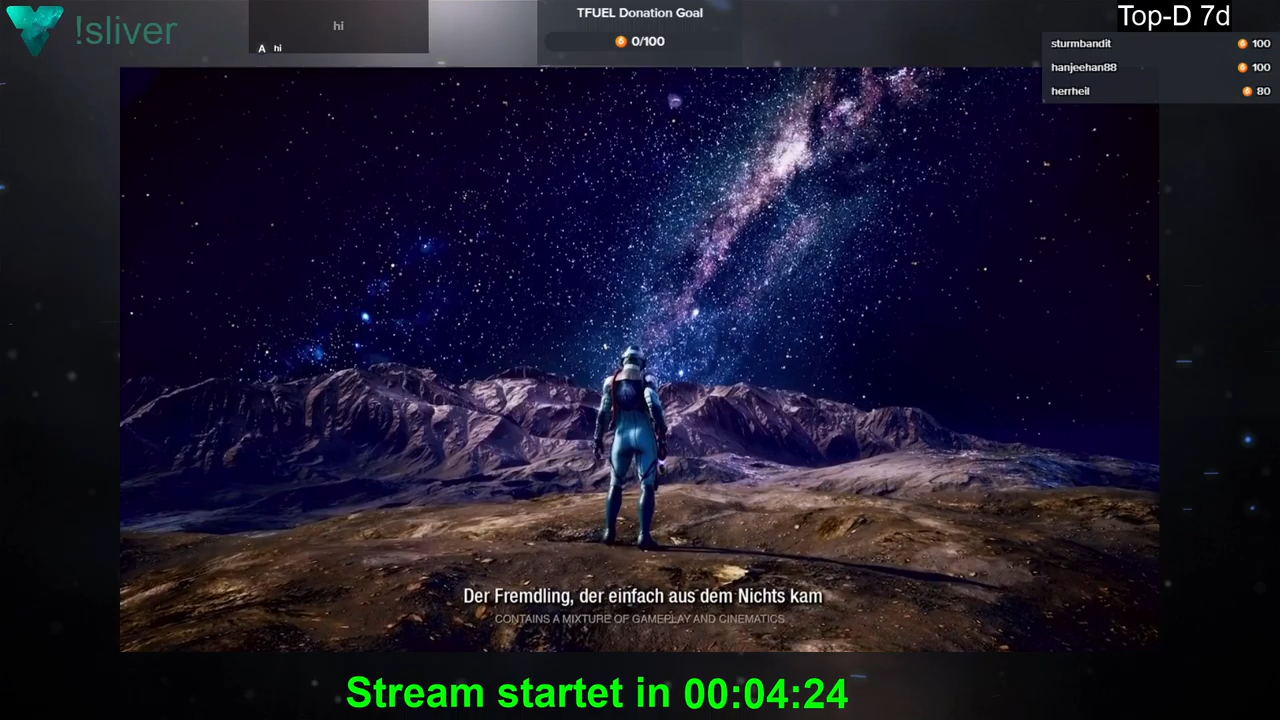 !sliver
hi
A hi
TFUEL Donation Goal
0/100
Top-D 7d
sturmbandit 100
hanjeehan88 100
herrheil 80
Der Fremdling, der einfach aus dem Nichts kam
CONTAINS A MIXTURE OF GAMEPLAY AND CINEMATICS
Stream startet in 00:04:24